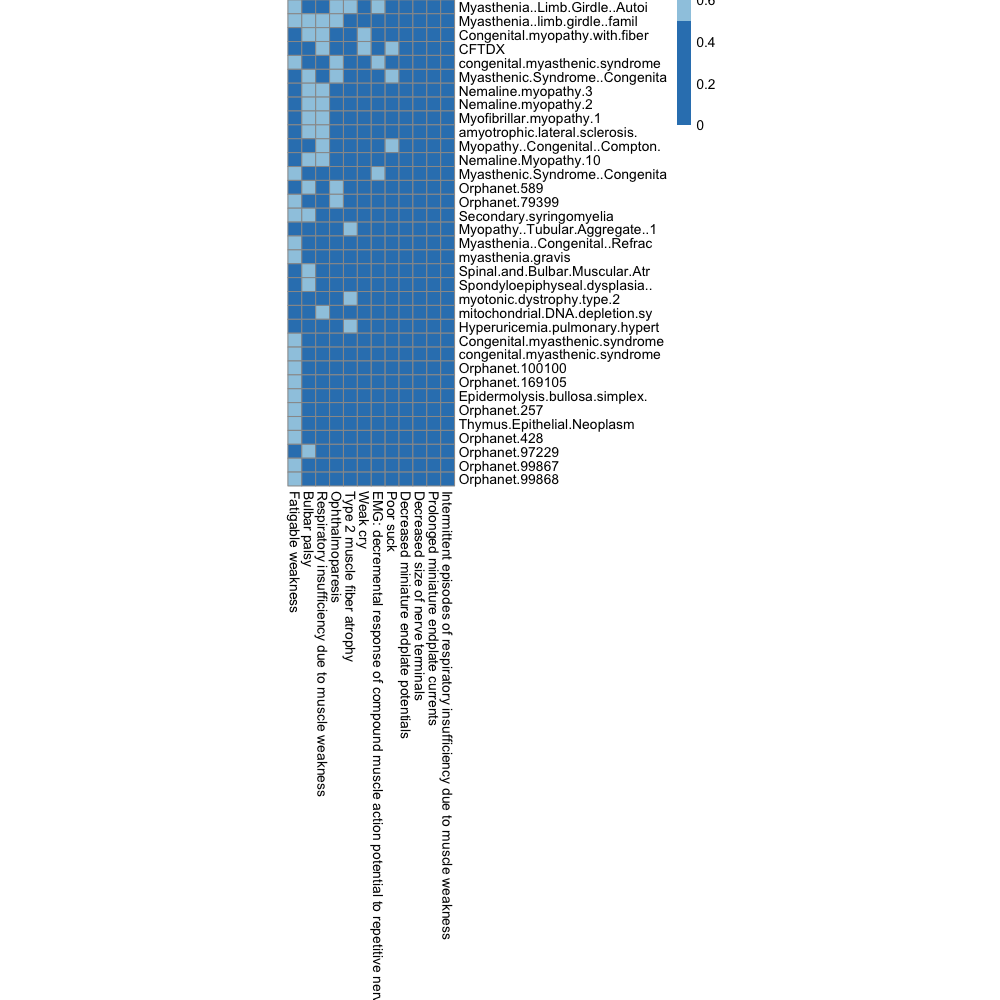 Myasthenia..Limb.Girdle..Autoi
0.6
Myasthenia..limb.girdle..famil
Congenital.myopathy.with.fiber
0.4
CFTDX
congenital.myasthenic.syndrome
Myasthenic.Syndrome..Congenita
0.2
Nemaline.myopathy.3
Nemaline.myopathy.2
Myofibrillar.myopathy.1
0
amyotrophic.lateral.sclerosis.
Myopathy..Congenital..Compton.
Nemaline.Myopathy.10
Myasthenic.Syndrome..Congenita
Orphanet.589
Orphanet.79399
Secondary.syringomyelia
Myopathy..Tubular.Aggregate..1
Myasthenia..Congenital..Refrac
myasthenia.gravis
Spinal.and.Bulbar.Muscular.Atr
Spondyloepiphyseal.dysplasia..
myotonic.dystrophy.type.2
mitochondrial.DNA.depletion.sy
Hyperuricemia.pulmonary.hypert
Congenital.myasthenic.syndrome
congenital.myasthenic.syndrome
Orphanet.100100
Orphanet.169105
Epidermolysis.bullosa.simplex.
Orphanet.257
Thymus.Epithelial.Neoplasm
Orphanet.428
Orphanet.97229
Orphanet.99867
Orphanet.99868
Fatigable weakness
Bulbar palsy
Respiratory insufficiency due to muscle weakness
Ophthalmoparesis
Type 2 muscle fiber atrophy
Weak cry
EMG: decremental response of compound muscle action potential to repetitive nerv
Poor suck
Decreased miniature endplate potentials
Decreased size of nerve terminals
Prolonged miniature endplate currents
Intermittent episodes of respiratory insufficiency due to muscle weakness